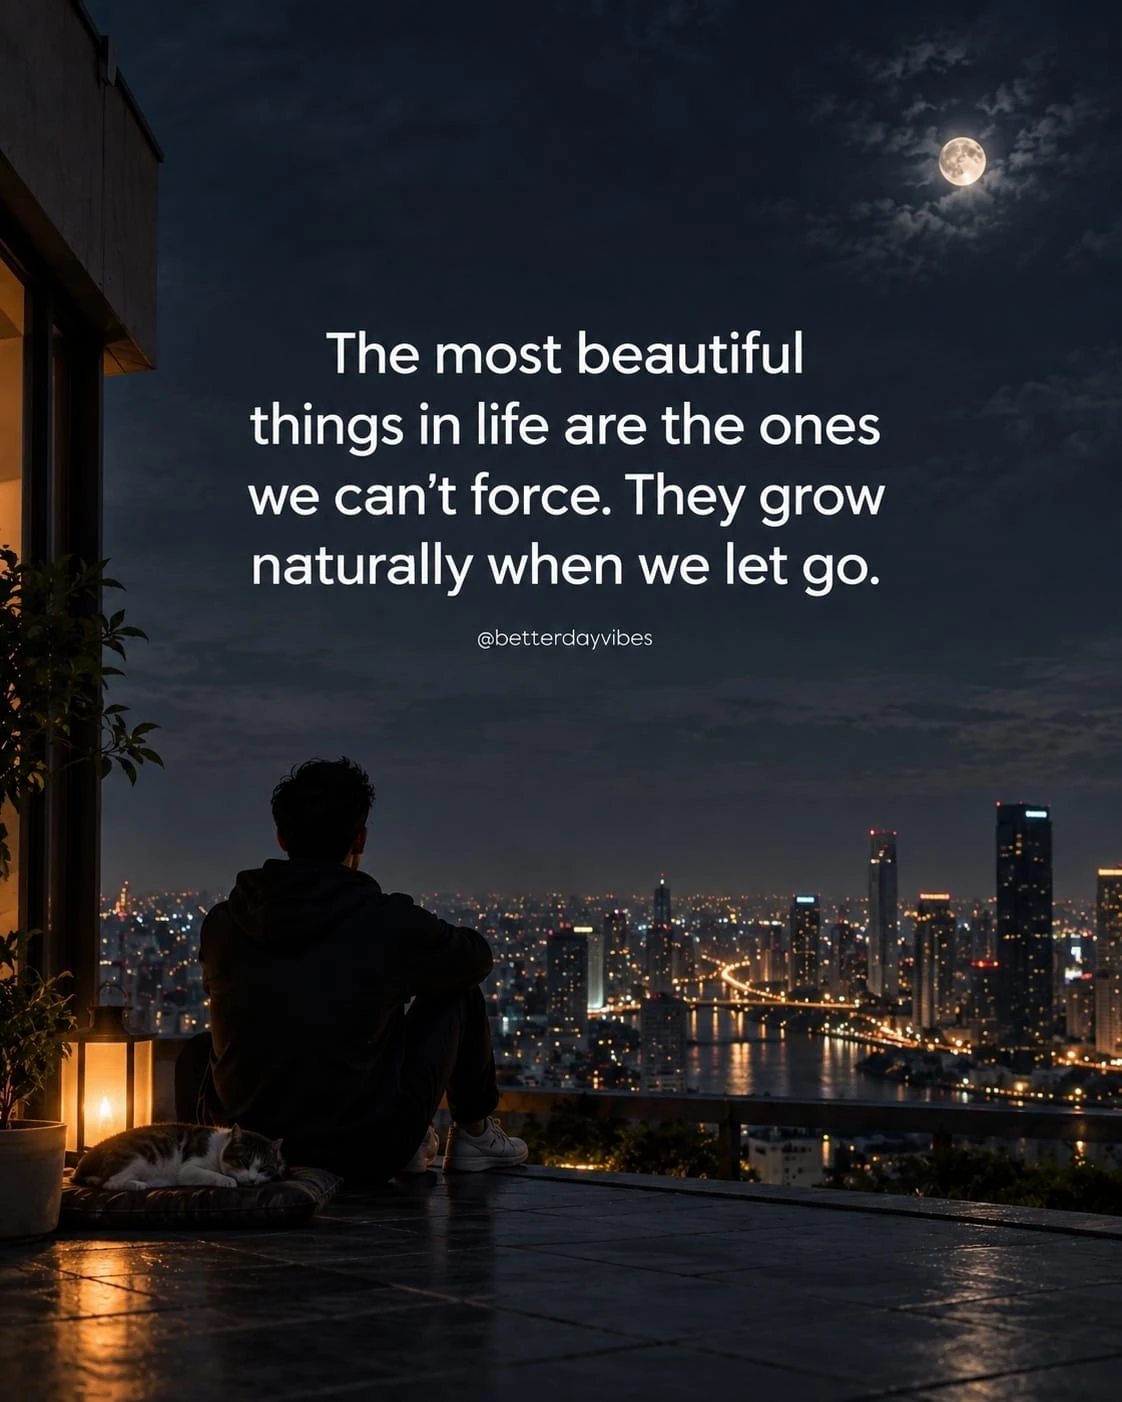 The most beautiful
things in life are the ones
we can’t force. They grow
naturally when we let go.
@betterdayvibes